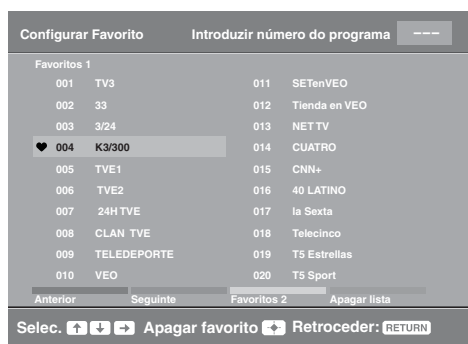 Configurar Favorito Introduzir número do programa ---
Favoritos 1
001 TV3 011 SETenVEO
002 33 012 Tienda en VEO
003 3/24 013 NET TV
♥ 004 K3/300 014 CUATRO
005 TVE1 015 CNN+
006 TVE2 016 40 LATINO
007 24H TVE 017 la Sexta
008 CLAN TVE 018 Telecinco
009 TELEDEPORTE 019 T5 Estrellas
010 VEO 020 T5 Sport
Anterior Seguinte Favoritos 2 Apagar lista
Selec. ↑ ↓ → Apagar favorito Retroceder: RETURN